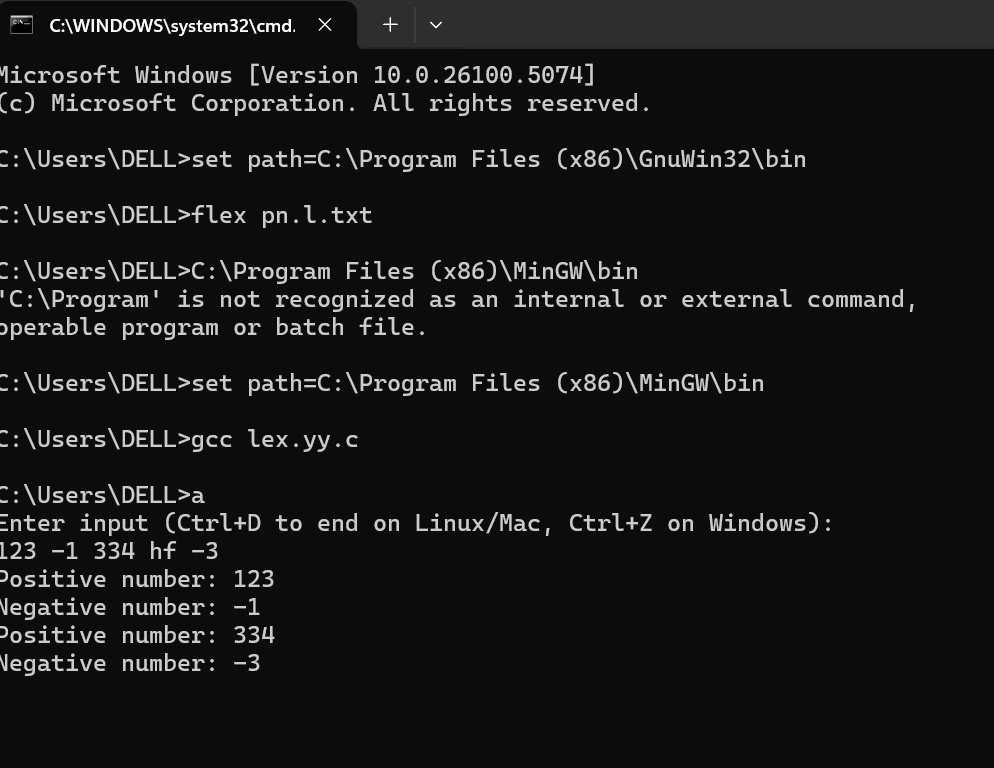 C:\WINDOWS\system32\cmd.
Microsoft Windows [Version 10.0.26100.5074]
(c) Microsoft Corporation. All rights reserved.
C:\Users\DELL>set path=C:\Program Files (x86)\GnuWin32\bin
C:\Users\DELL>flex pn.l.txt
C:\Users\DELL>C:\Program Files (x86)\MinGW\bin
'C:\Program' is not recognized as an internal or external command,
operable program or batch file.
C:\Users\DELL>set path=C:\Program Files (x86)\MinGW\bin
C:\Users\DELL>gcc lex.yy.c
C:\Users\DELL>a
Enter input (Ctrl+D to end on Linux/Mac, Ctrl+Z on Windows):
123 -1 334 hf -3
Positive number: 123
Negative number: -1
Positive number: 334
Negative number: -3